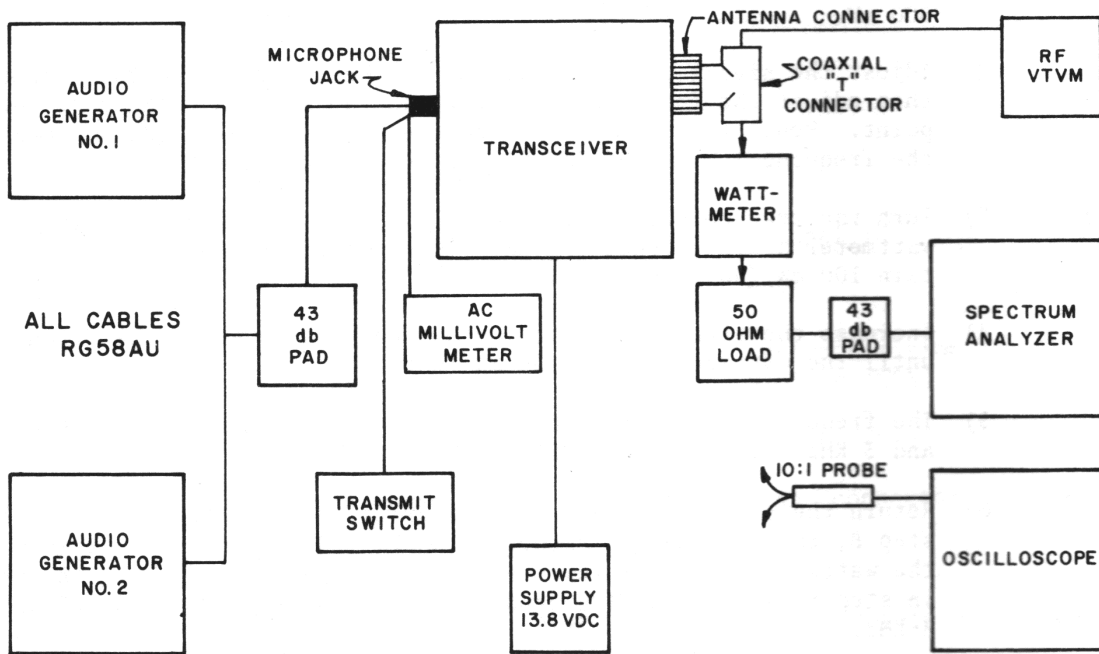 AUDIO
GENERATOR
NO. 1
MICROPHONE
JACK
TRANSCEIVER
ANTENNA CONNECTOR
COAXIAL
"T"
CONNECTOR
RF
VTVM
WATT-
METER
ALL CABLES
RG58AU
43
db
PAD
AC
MILLIVOLT
METER
50
OHM
LOAD
43
db
PAD
SPECTRUM
ANALYZER
AUDIO
GENERATOR
NO. 2
TRANSMIT
SWITCH
POWER
SUPPLY
13.8 VDC
10:1 PROBE
OSCILLOSCOPE